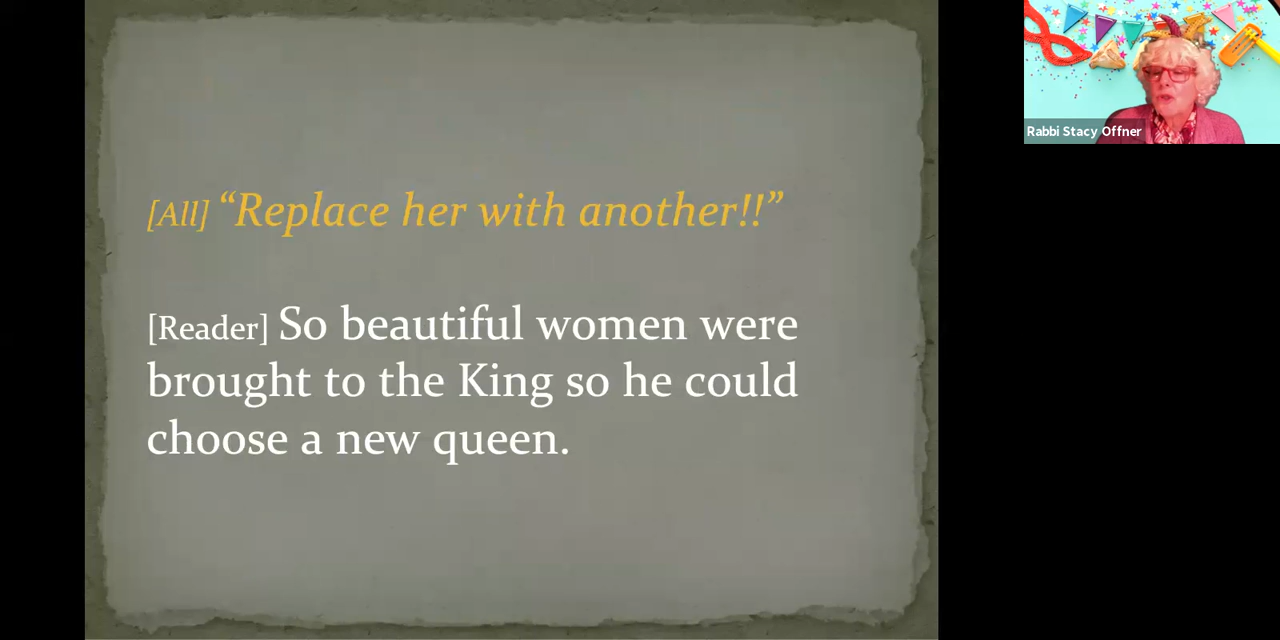 [All] “Replace her with another!!”
[Reader] So beautiful women were
brought to the King so he could
choose a new queen.
Rabbi Stacy Offner